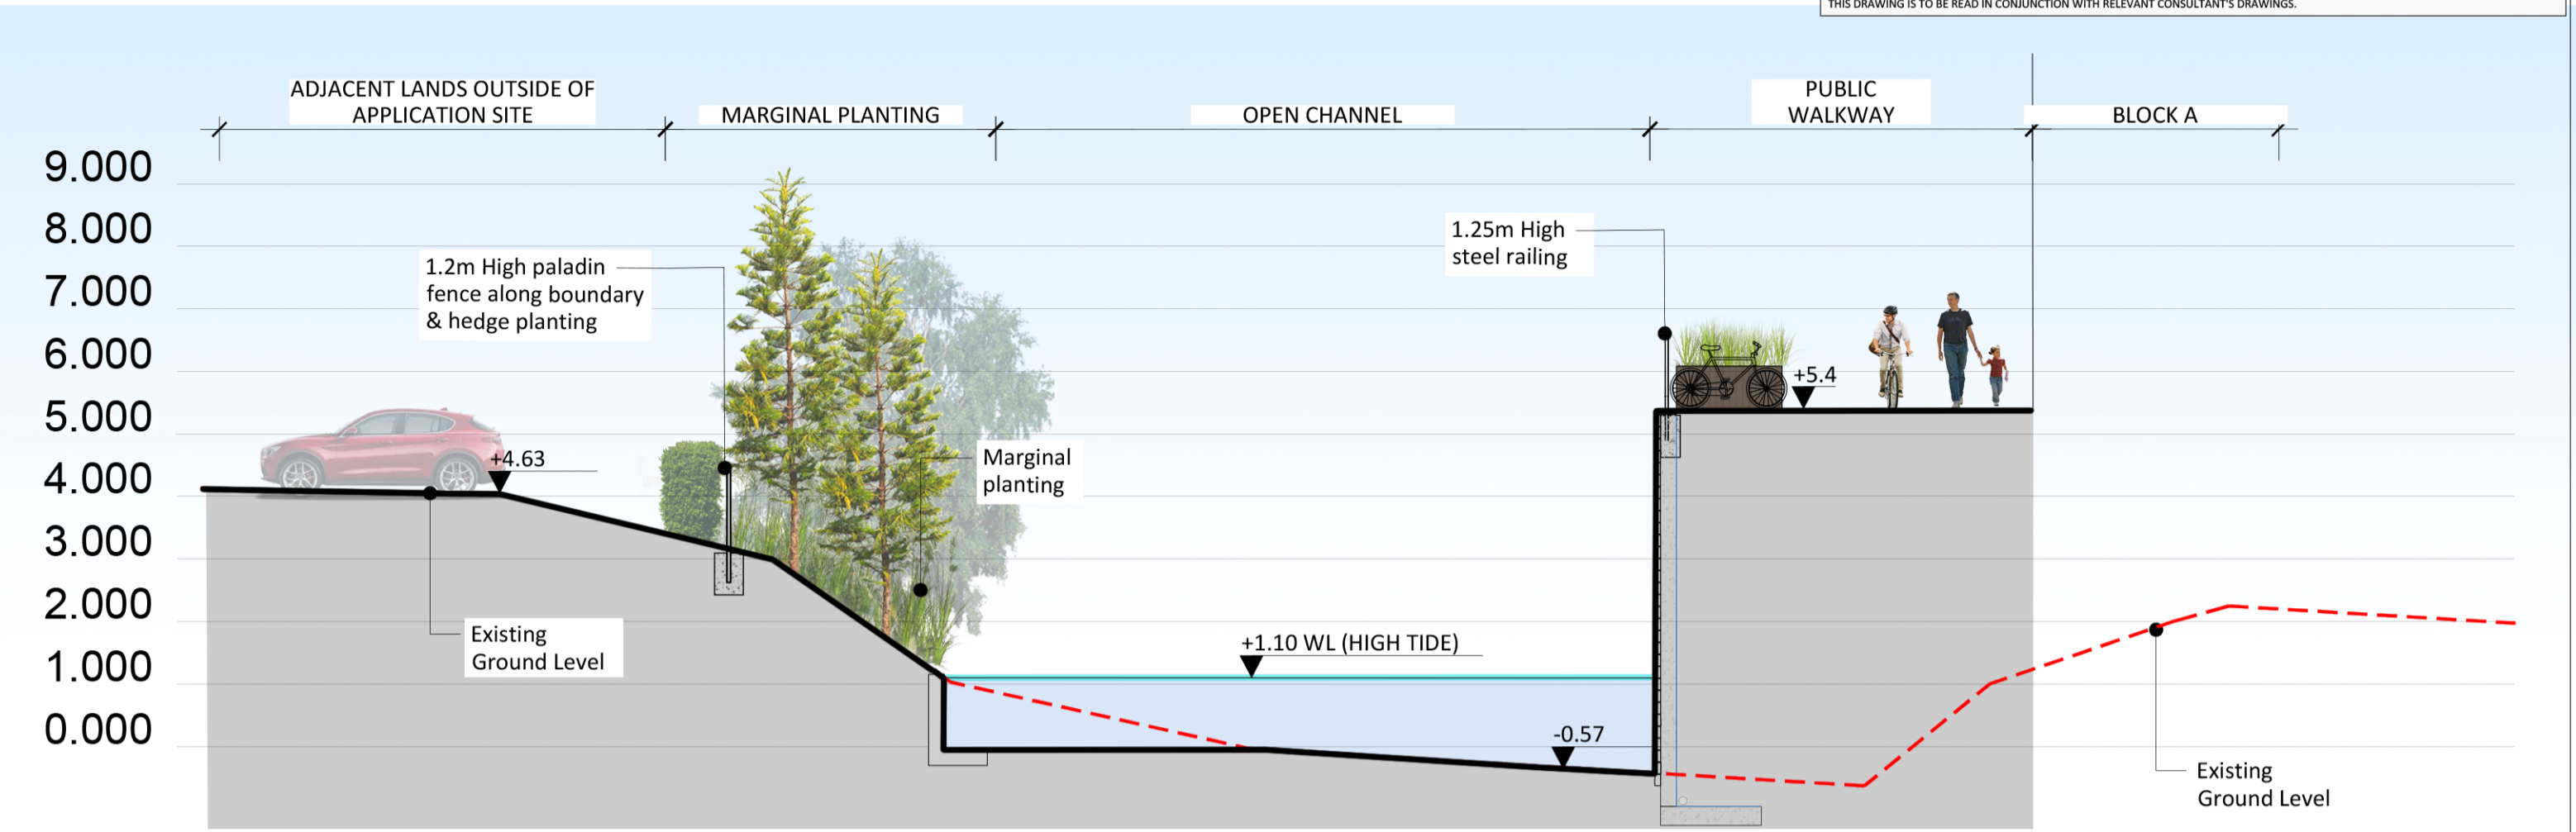 THIS DRAWING IS TO BE READ IN CONJUNCTION WITH RELEVANT CONSULTANT'S DRAWINGS.
ADJACENT LANDS OUTSIDE OF
APPLICATION SITE
MARGINAL PLANTING
OPEN CHANNEL
PUBLIC
WALKWAY
BLOCK A
9.000
8.000
7.000
6.000
5.000
4.000
3.000
2.000
1.000
0.000
1.2m High paladin
fence along boundary
& hedge planting
1.25m High
steel railing
+5.4
+4.63
Marginal
planting
Existing
Ground Level
+1.10 WL (HIGH TIDE)
-0.57
Existing
Ground Level